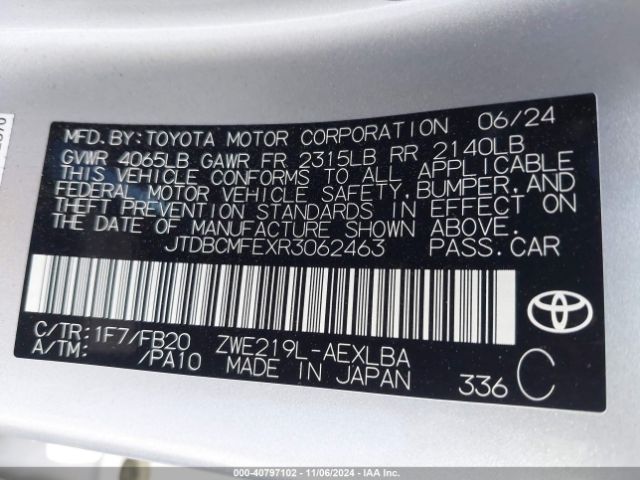 MFD.BY:TOYOTA MOTOR CORPORATION 06/24
GVWR 4065LB GAWR FR 2315LB RR 2140LB
THIS VEHICLE CONFORMS TO ALL APPLICABLE
FEDERAL MOTOR VEHICLE SAFETY,BUMPER,AND
THEFT PREVENTION STANDARDS IN EFFECT ON
THE DATE OF MANUFACTURE SHOWN ABOVE.
JTDBCMFEXR3062463 PASS.CAR
C/TR:1F7/FB20 ZWE219L-AEXLBA
A/TM: /PA10 MADE IN JAPAN
336 C
000-40797102 - 11/06/2024 - IAA Inc.